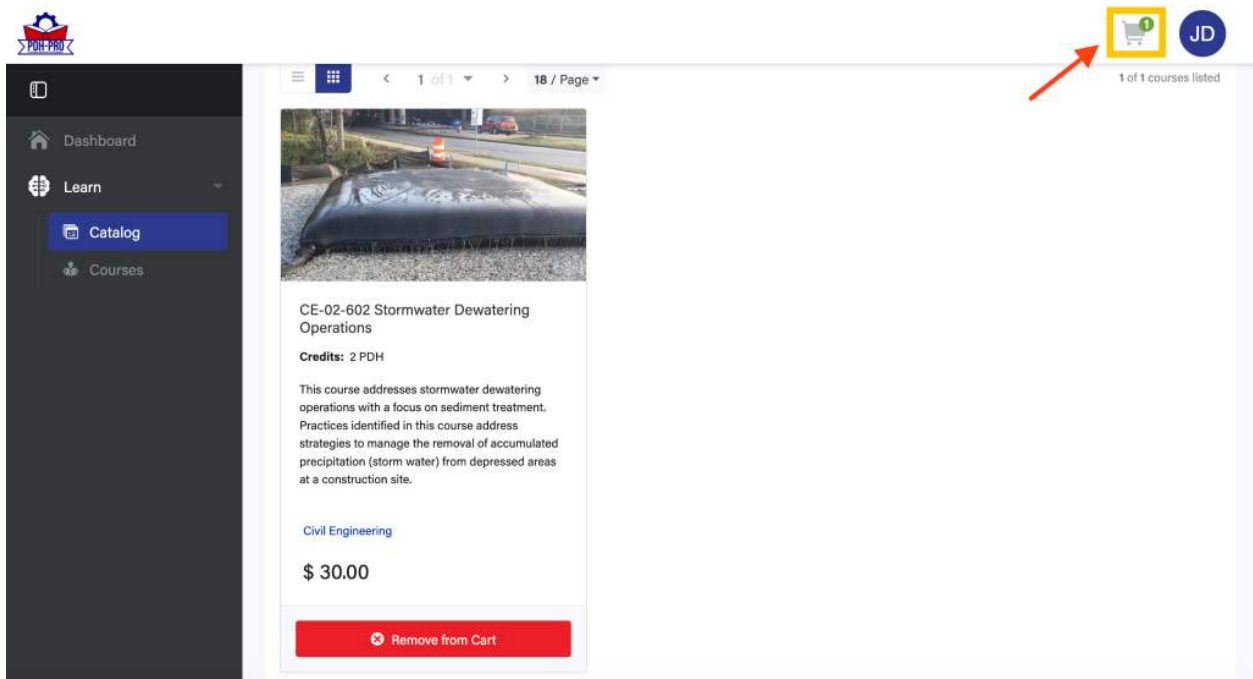 PDH-PRO
1
JD
1 of 1
18 / Page
1 of 1 courses listed
Dashboard
Learn
Catalog
Courses
CE-02-602 Stormwater Dewatering
Operations
Credits: 2 PDH
This course addresses stormwater dewatering
operations with a focus on sediment treatment.
Practices identified in this course address
strategies to manage the removal of accumulated
precipitation (storm water) from depressed areas
at a construction site.
Civil Engineering
$ 30.00
Remove from Cart